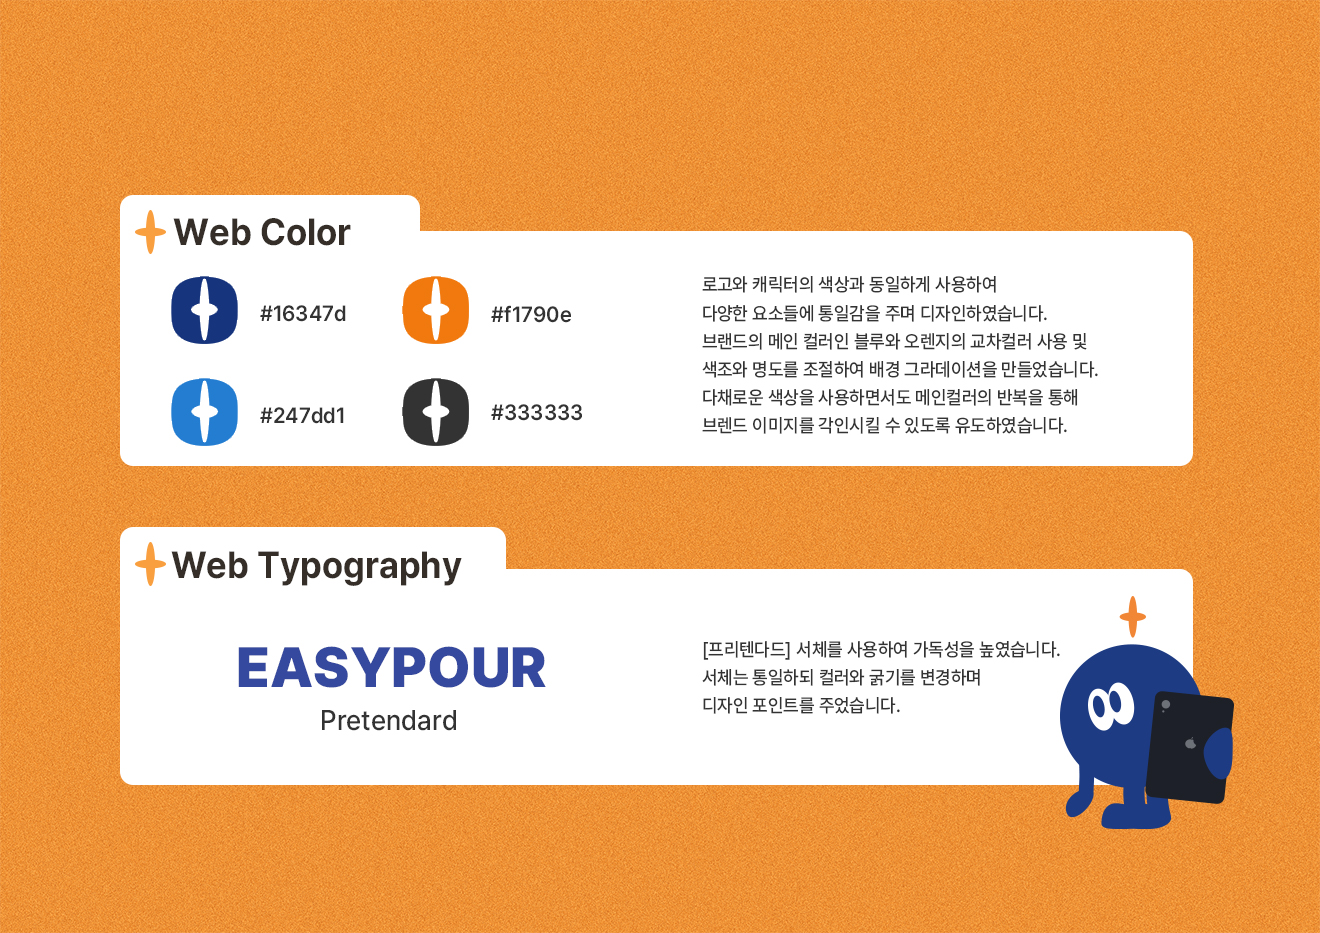 Web Color
#16347d
#f1790e
#247dd1
#333333
로고와 캐릭터의 색상과 동일하게 사용하여
다양한 요소들에 통일감을 주며 디자인하였습니다.
브랜드의 메인 컬러인 블루와 오렌지의 교차컬러 사용 및
색조와 명도를 조절하여 배경 그라데이션을 만들었습니다.
다채로운 색상을 사용하면서도 메인컬러의 반복을 통해
브렌드 이미지를 각인시킬 수 있도록 유도하였습니다.
Web Typography
EASYPOUR
Pretendard
[프리텐다드] 서체를 사용하여 가독성을 높였습니다.
서체는 통일하되 컬러와 굵기를 변경하며
디자인 포인트를 주었습니다.